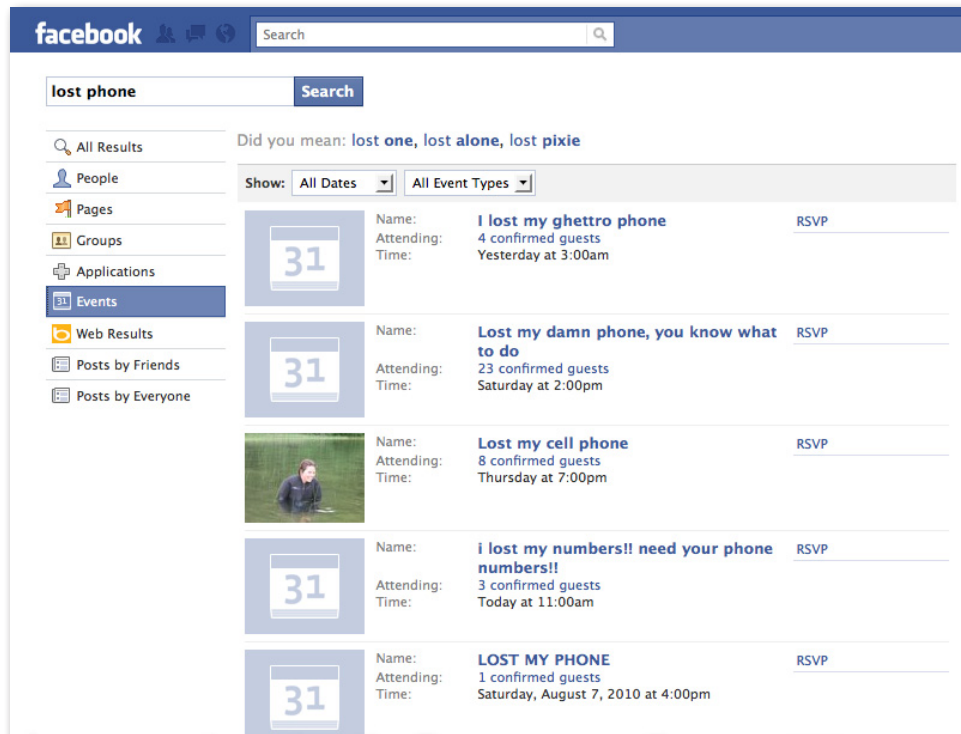 facebook
Search
lost phone
Search
All Results
People
Pages
Groups
Applications
31 Events
Web Results
Posts by Friends
Posts by Everyone
Did you mean: lost one, lost alone, lost pixie
Show: All Dates All Event Types
31
Name: I lost my ghettro phone
Attending: 4 confirmed guests
Time: Yesterday at 3:00am
RSVP
31
Name: Lost my damn phone, you know what
to do
Attending: 23 confirmed guests
Time: Saturday at 2:00pm
RSVP
Name: Lost my cell phone
Attending: 8 confirmed guests
Time: Thursday at 7:00pm
RSVP
31
Name: i lost my numbers!! need your phone
numbers!!
Attending: 3 confirmed guests
Time: Today at 11:00am
RSVP
31
Name: LOST MY PHONE
Attending: 1 confirmed guests
Time: Saturday, August 7, 2010 at 4:00pm
RSVP